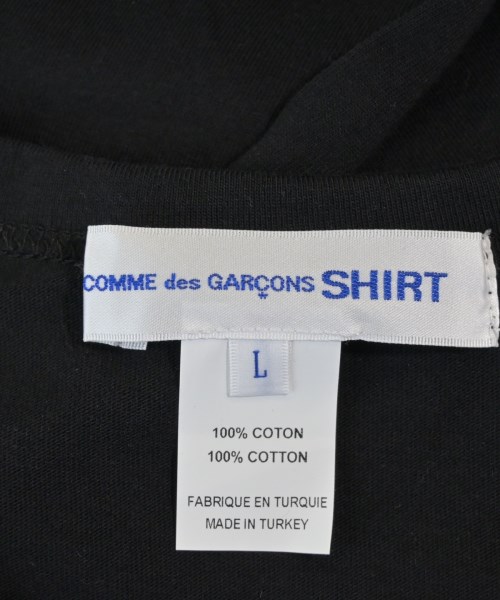 COMME des GARÇONS SHIRT
L
100% COTON
100% COTTON
FABRIQUE EN TURQUIE
MADE IN TURKEY